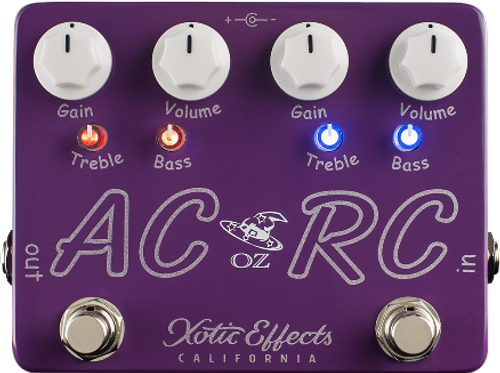 + -
Gain Volume Gain Volume
Treble Bass Treble Bass
AC OZ RC
out in
Xotic Effects
CALIFORNIA